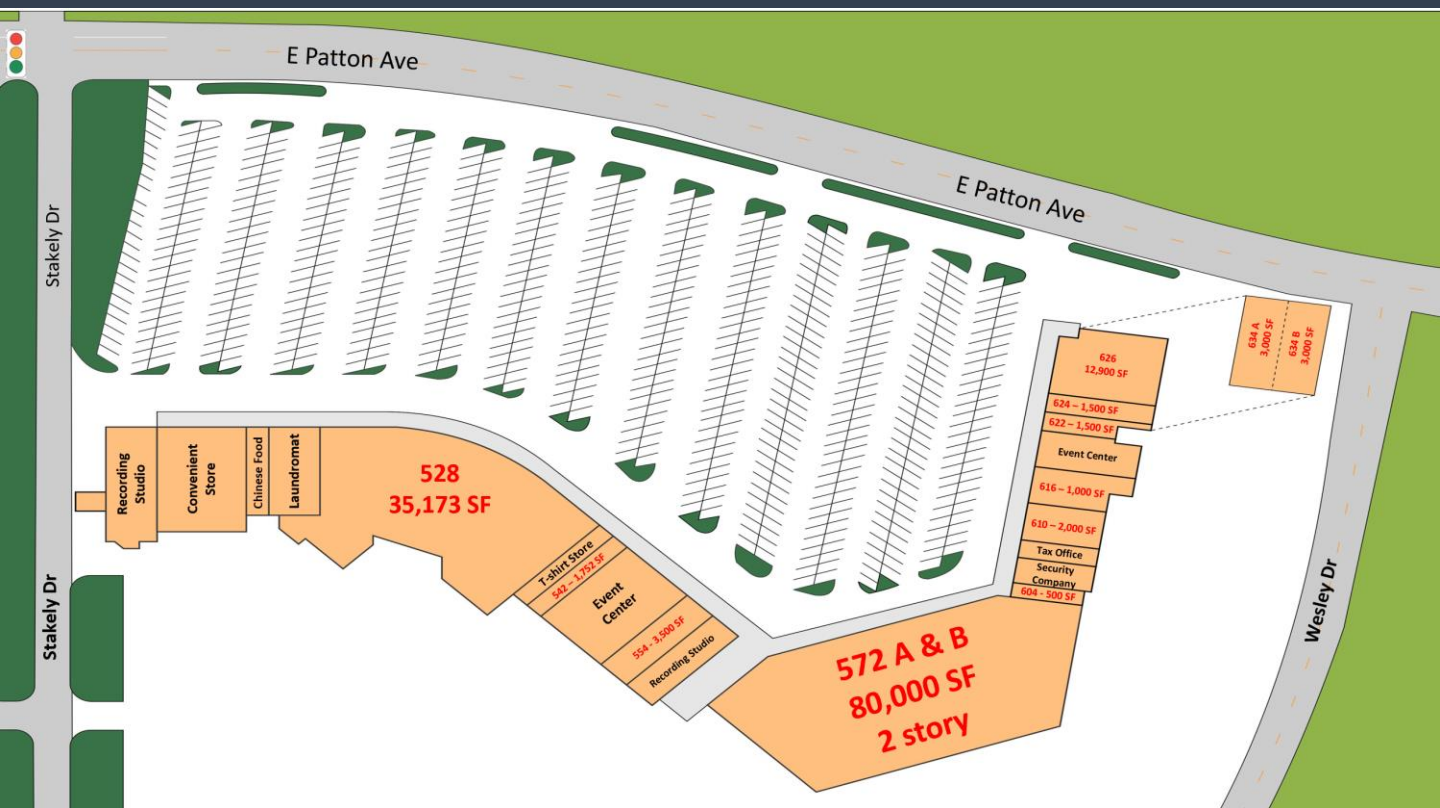 E Patton Ave
E Patton Ave
Stakely Dr
Stakely Dr
Wesley Dr
Recording
Studio
Convenient
Store
Chinese Food
Laundromat
528
35,173 SF
T-shirt Store
542 – 1,752 SF
Event
Center
554 - 3,500 SF
Recording Studio
572 A & B
80,000 SF
2 story
626
12,900 SF
624 – 1,500 SF
622 – 1,500 SF
Event Center
616 – 1,000 SF
610 – 2,000 SF
Tax Office
Security
Company
604 - 500 SF
634 A
3,000 SF
634 B
3,000 SF